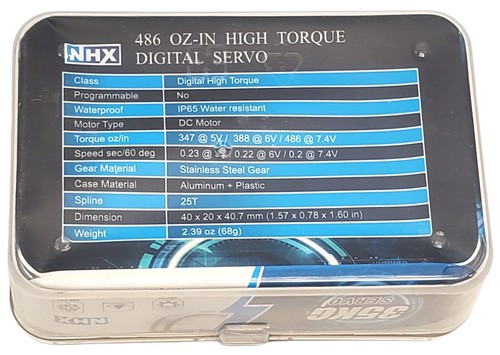 NHX
486 OZ-IN HIGH TORQUE
DIGITAL SERVO
Class Digital High Torque
Programmable No
Waterproof IP65 Water resistant
Motor Type DC Motor
Torque oz/in 347 @ 5V / 388 @ 6V / 486 @ 7.4V
Speed sec/60 deg 0.23 @ / 0.22 @ 6V / 0.2 @ 7.4V
Gear Material Stainless Steel Gear
Case Material Aluminum + Plastic
Spline 25T
Dimension 40 x 20 x 40.7 mm (1.57 x 0.78 x 1.60 in)
Weight 2.39 oz (68g)
35KG
SERVO
NHX